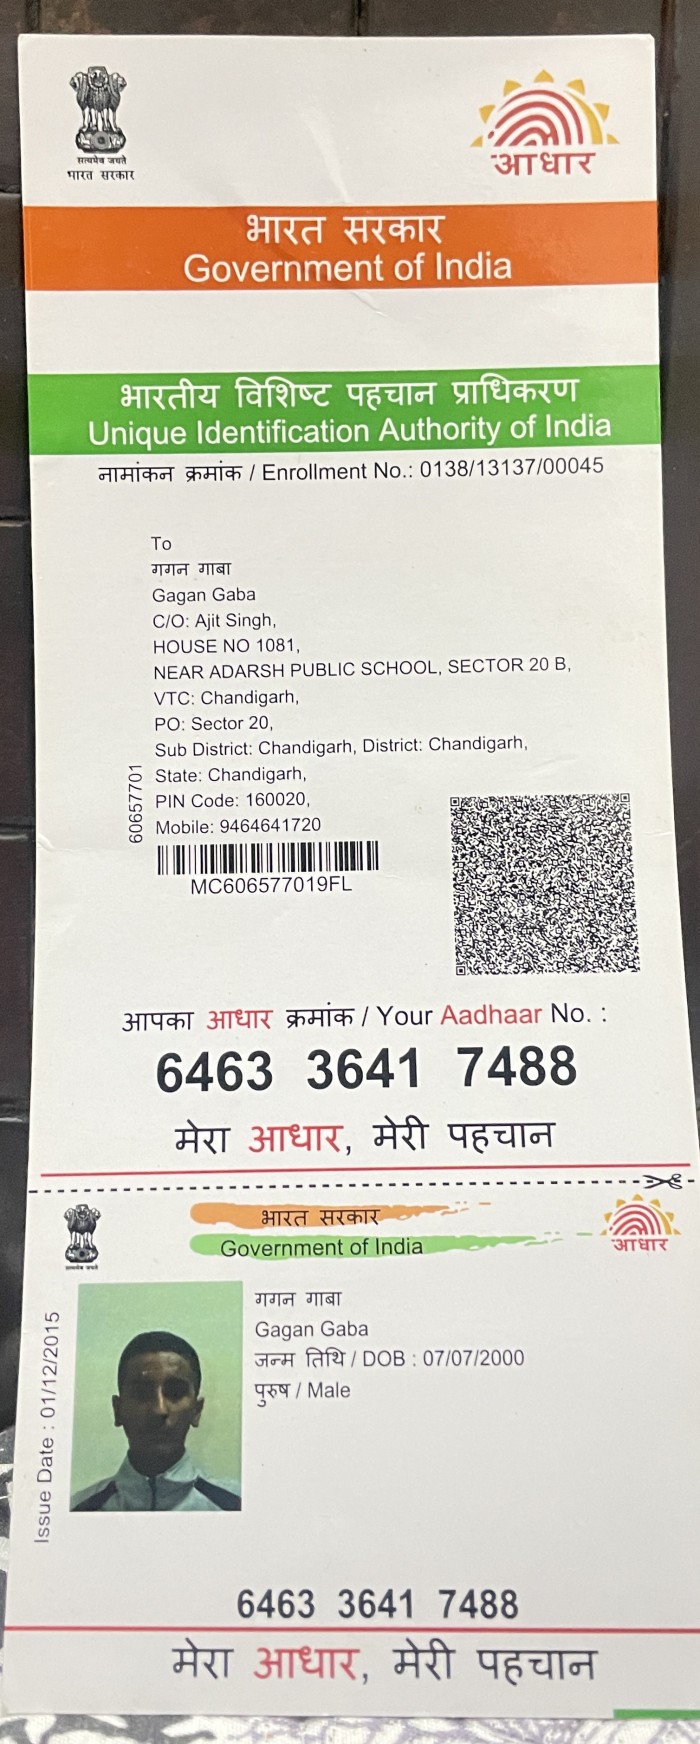 सत्यमेव जयते
भारत सरकार
आधार
भारत सरकार
Government of India
भारतीय विशिष्ट पहचान प्राधिकरण
Unique Identification Authority of India
नामांकन क्रमांक / Enrollment No.: 0138/13137/00045
To
गगन गाबा
Gagan Gaba
C/O: Ajit Singh,
HOUSE NO 1081,
NEAR ADARSH PUBLIC SCHOOL, SECTOR 20 B,
VTC: Chandigarh,
PO: Sector 20,
Sub District: Chandigarh, District: Chandigarh,
State: Chandigarh,
PIN Code: 160020,
Mobile: 9464641720
60657701
MC606577019FL
आपका आधार क्रमांक / Your Aadhaar No. :
6463 3641 7488
मेरा आधार, मेरी पहचान
भारत सरकार
Government of India
आधार
Issue Date : 01/12/2015
गगन गाबा
Gagan Gaba
जन्म तिथि / DOB : 07/07/2000
पुरुष / Male
6463 3641 7488
मेरा आधार, मेरी पहचान